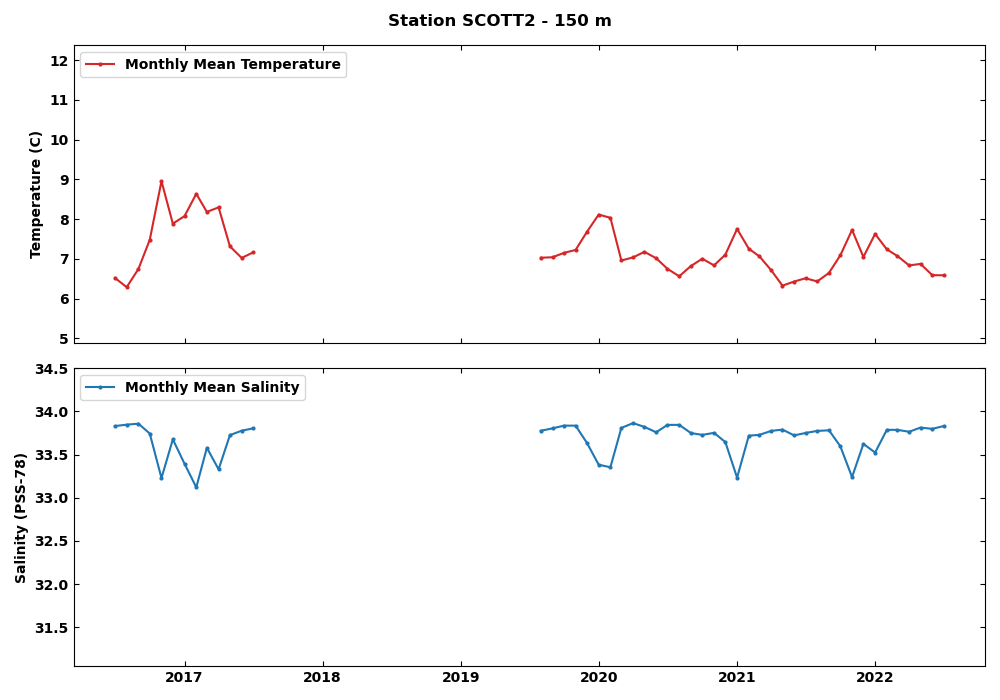 Station SCOTT2 - 150 m
Monthly Mean Temperature
Temperature (C)
12
11
10
9
8
7
6
5
Monthly Mean Salinity
Salinity (PSS-78)
34.5
34.0
33.5
33.0
32.5
32.0
31.5
2017 2018 2019 2020 2021 2022